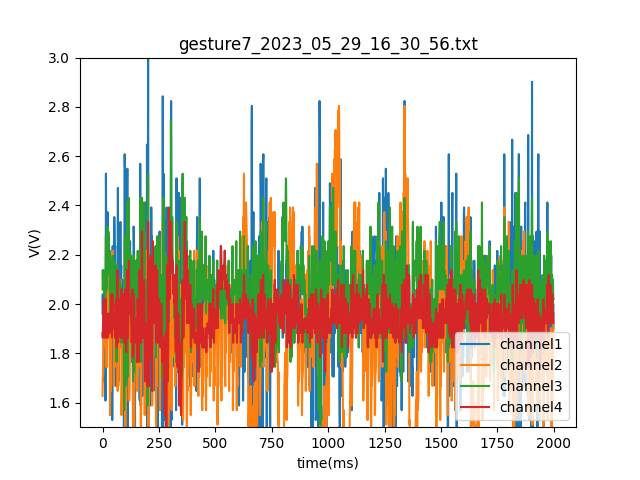 gesture7_2023_05_29_16_30_56.txt
3.0
2.8
2.6
2.4
2.2
2.0
1.8
1.6
V(V)
channel1
channel2
channel3
channel4
0 250 500 750 1000 1250 1500 1750 2000
time(ms)